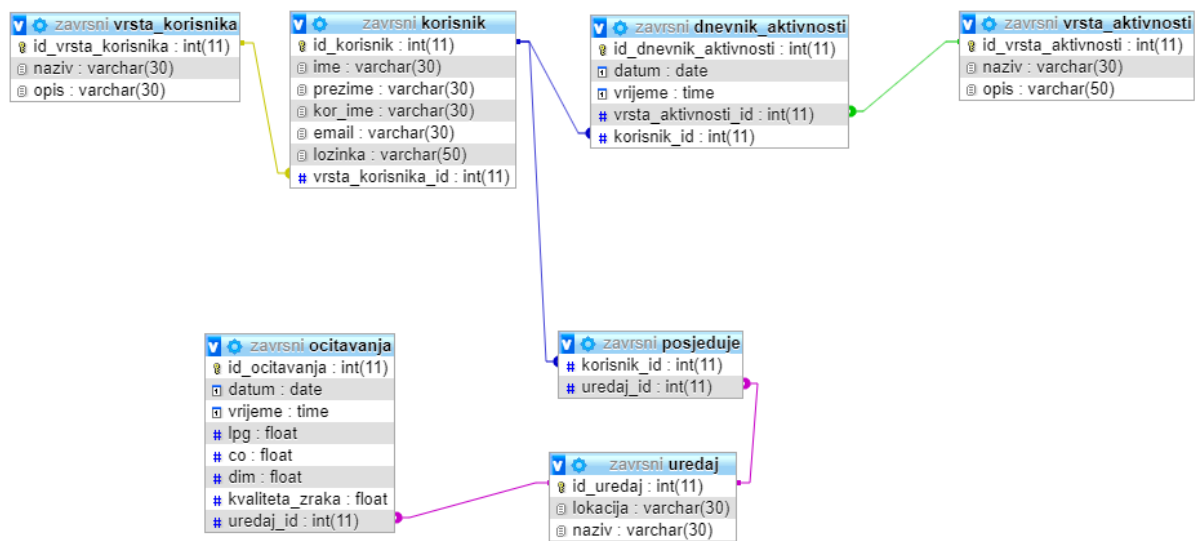 zavrsni vrsta_korisnika
id_vrsta_korisnika : int(11)
naziv : varchar(30)
opis : varchar(30)
zavrsni korisnik
id_korisnik : int(11)
ime : varchar(30)
prezime : varchar(30)
kor_ime : varchar(30)
email : varchar(30)
lozinka : varchar(50)
# vrsta_korisnika_id : int(11)
zavrsni dnevnik_aktivnosti
id_dnevnik_aktivnosti : int(11)
datum : date
vrijeme : time
# vrsta_aktivnosti_id : int(11)
# korisnik_id : int(11)
zavrsni vrsta_aktivnosti
id_vrsta_aktivnosti : int(11)
naziv : varchar(30)
opis : varchar(50)
zavrsni ocitavanja
id_ocitavanja : int(11)
datum : date
vrijeme : time
# lpg : float
# co : float
# dim : float
# kvaliteta_zraka : float
# uredaj_id : int(11)
zavrsni posjeduje
# korisnik_id : int(11)
# uredaj_id : int(11)
zavrsni uredaj
id_uredaj : int(11)
lokacija : varchar(30)
naziv : varchar(30)